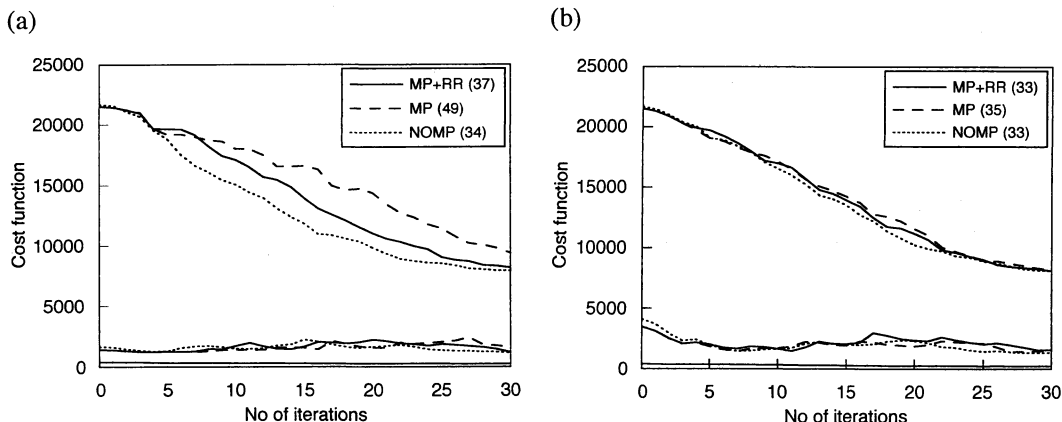 (a)
25000
20000
15000
10000
5000
0
Cost function
0 5 10 15 20 25 30
No of iterations
MP+RR (37)
MP (49)
NOMP (34)
(b)
25000
20000
15000
10000
5000
0
Cost function
0 5 10 15 20 25 30
No of iterations
MP+RR (33)
MP (35)
NOMP (33)